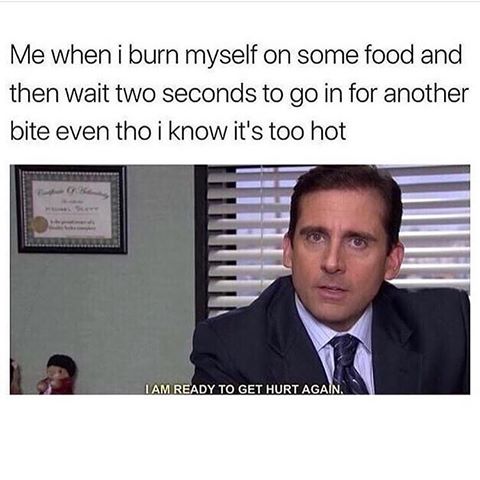 Me when i burn myself on some food and
then wait two seconds to go in for another
bite even tho i know it's too hot
I AM READY TO GET HURT AGAIN.